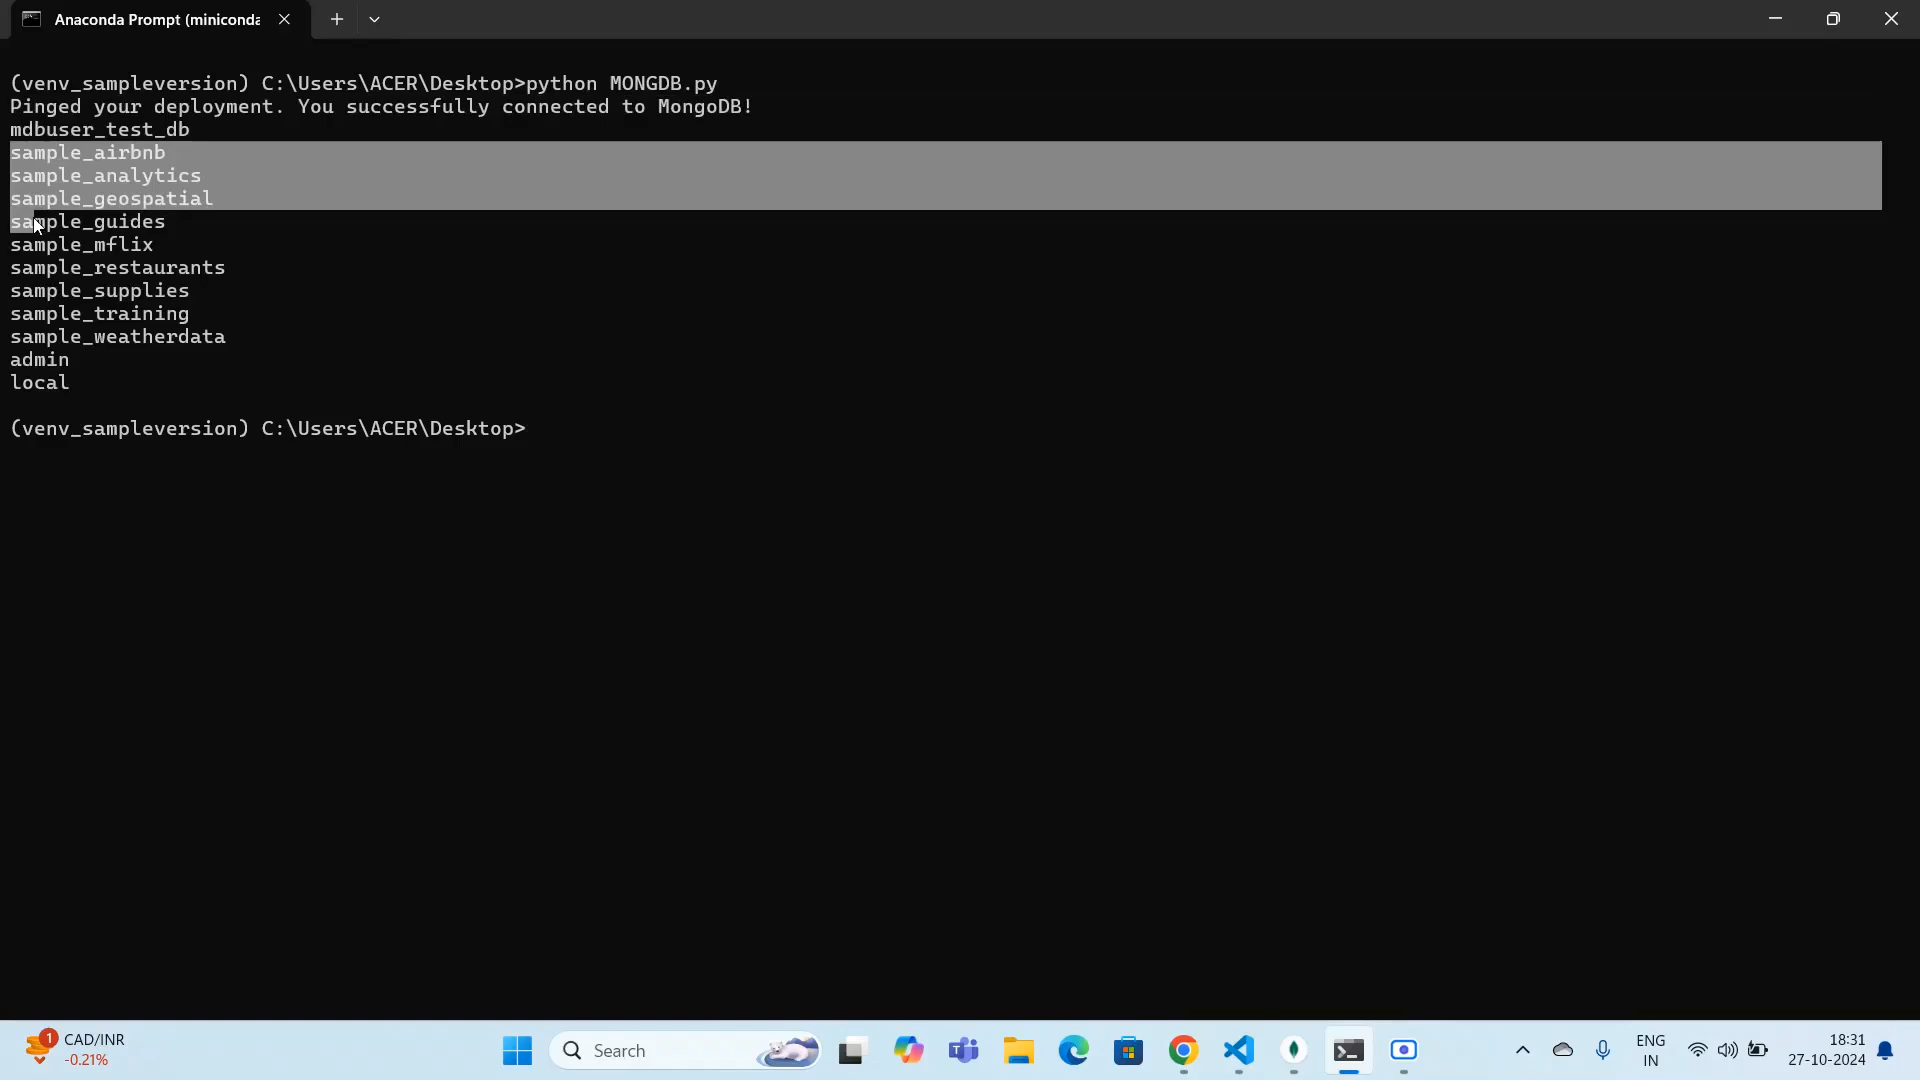 Anaconda Prompt (miniconda
(venv_sampleversion) C:\Users\ACER\Desktop>python MONGDB.py
Pinged your deployment. You successfully connected to MongoDB!
mdbuser_test_db
sample_airbnb
sample_analytics
sample_geospatial
sample_guides
sample_mflix
sample_restaurants
sample_supplies
sample_training
sample_weatherdata
admin
local
(venv_sampleversion) C:\Users\ACER\Desktop>
1
CAD/INR
-0.21%
Search
ENG
IN
18:31
27-10-2024